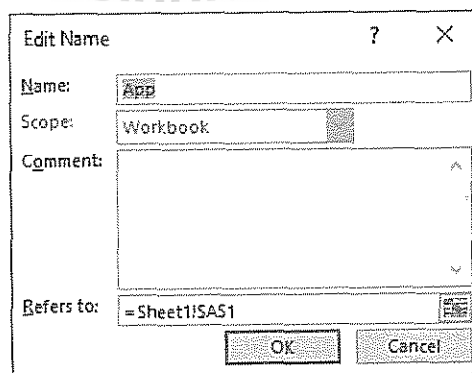 Edit Name ? ×
Name: App
Scope: Workbook
Comment:
Refers to: =Sheet1!$A$1
OK Cancel